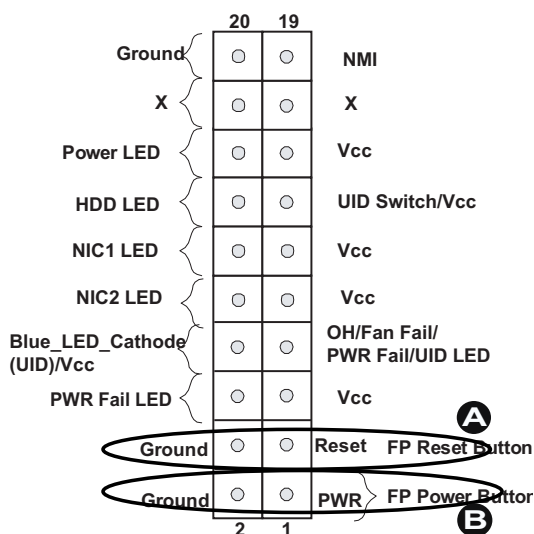 20 19
Ground NMI
X X
Power LED Vcc
HDD LED UID Switch/Vcc
NIC1 LED Vcc
NIC2 LED Vcc
Blue_LED_Cathode
(UID)/Vcc
OH/Fan Fail/
PWR Fail/UID LED
PWR Fail LED Vcc
A
Ground Reset FP Reset Button
Ground PWR FP Power Button
B
2 1